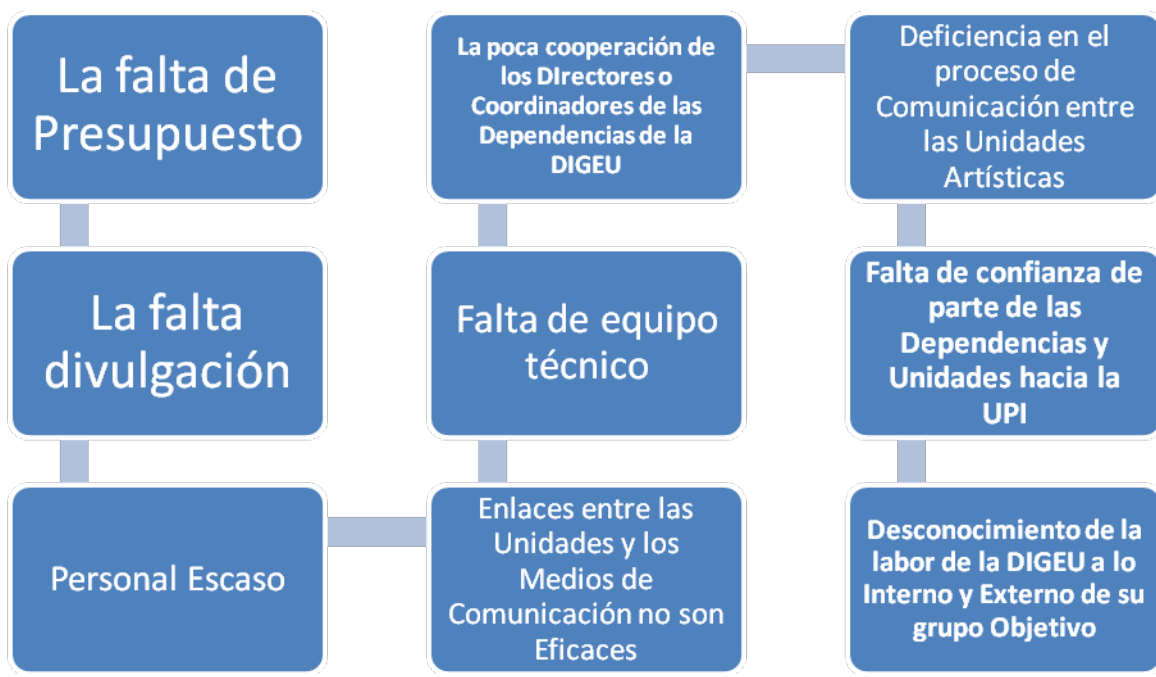 La falta de
Presupuesto
La falta
divulgación
Personal Escaso
Enlaces entre las
Unidades y los
Medios de
Comunicación no son
Eficaces
Falta de equipo
técnico
La poca cooperación de
los DIrectores o
Coordinadores de las
Dependencias de la
DIGEU
Deficiencia en el
proceso de
Comunicación entre
las Unidades
Artísticas
Falta de confianza de
parte de las
Dependencias y
Unidades hacia la
UPI
Desconocimiento de la
labor de la DIGEU a lo
Interno y Externo de su
grupo Objetivo